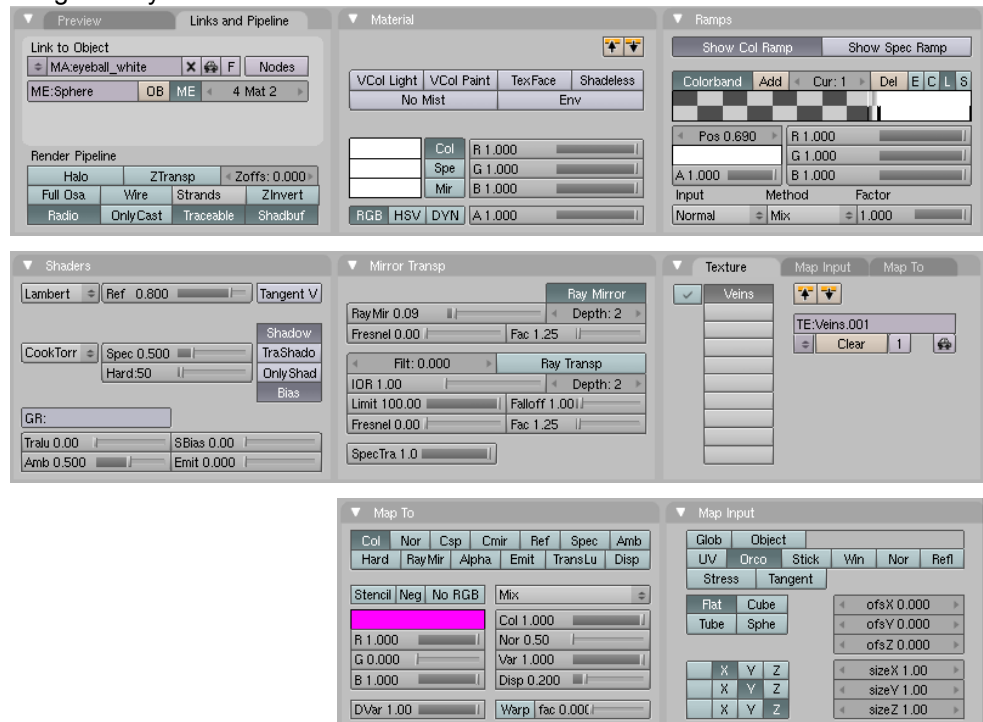 Preview Links and Pipeline
Link to Object
MA:eyeball_white X F Nodes
ME:Sphere OB ME 4 Mat 2
Render Pipeline
Halo ZTransp Zoffs: 0.000
Full Osa Wire Strands ZInvert
Radio OnlyCast Traceable Shadbuf
Material
VCol Light VCol Paint TexFace Shadeless
No Mist Env
Col R 1.000
Spe G 1.000
Mir B 1.000
RGB HSV DYN A 1.000
Ramps
Show Col Ramp Show Spec Ramp
Colorband Add Cur: 1 Del E C L S
Pos 0.690 R 1.000
G 1.000
A 1.000 B 1.000
Input Method Factor
Normal Mix 1.000
Shaders
Lambert Ref 0.800 Tangent V
Shadow
CookTorr Spec 0.500 TraShado
Hard:50 OnlyShad
Bias
GR:
Tralu 0.00 SBias 0.00
Amb 0.500 Emit 0.000
Mirror Transp
Ray Mirror
RayMir 0.09 Depth: 2
Fresnel 0.00 Fac 1.25
Filt: 0.000 Ray Transp
IOR 1.00 Depth: 2
Limit 100.00 Falloff 1.00
Fresnel 0.00 Fac 1.25
SpecTra 1.0
Texture Map Input Map To
Veins
TE:Veins.001
Clear 1
Map To
Col Nor Csp Cmir Ref Spec Amb
Hard RayMir Alpha Emit TransLu Disp
Stencil Neg No RGB Mix
Col 1.000
R 1.000 Nor 0.50
G 0.000 Var 1.000
B 1.000 Disp 0.200
DVar 1.00 Warp fac 0.00
Map Input
Glob Object
UV Orco Stick Win Nor Refl
Stress Tangent
Flat Cube ofsX 0.000
Tube Sphe ofsY 0.000
ofsZ 0.000
X Y Z sizeX 1.00
X Y Z sizeY 1.00
X Y Z sizeZ 1.00